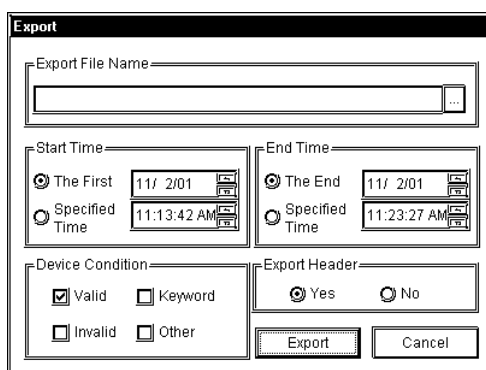 Export
Export File Name
...
Start Time
The First
11/ 2/01
Specified Time
11:13:42 AM
End Time
The End
11/ 2/01
Specified Time
11:23:27 AM
Device Condition
Valid
Keyword
Invalid
Other
Export Header
Yes
No
Export
Cancel